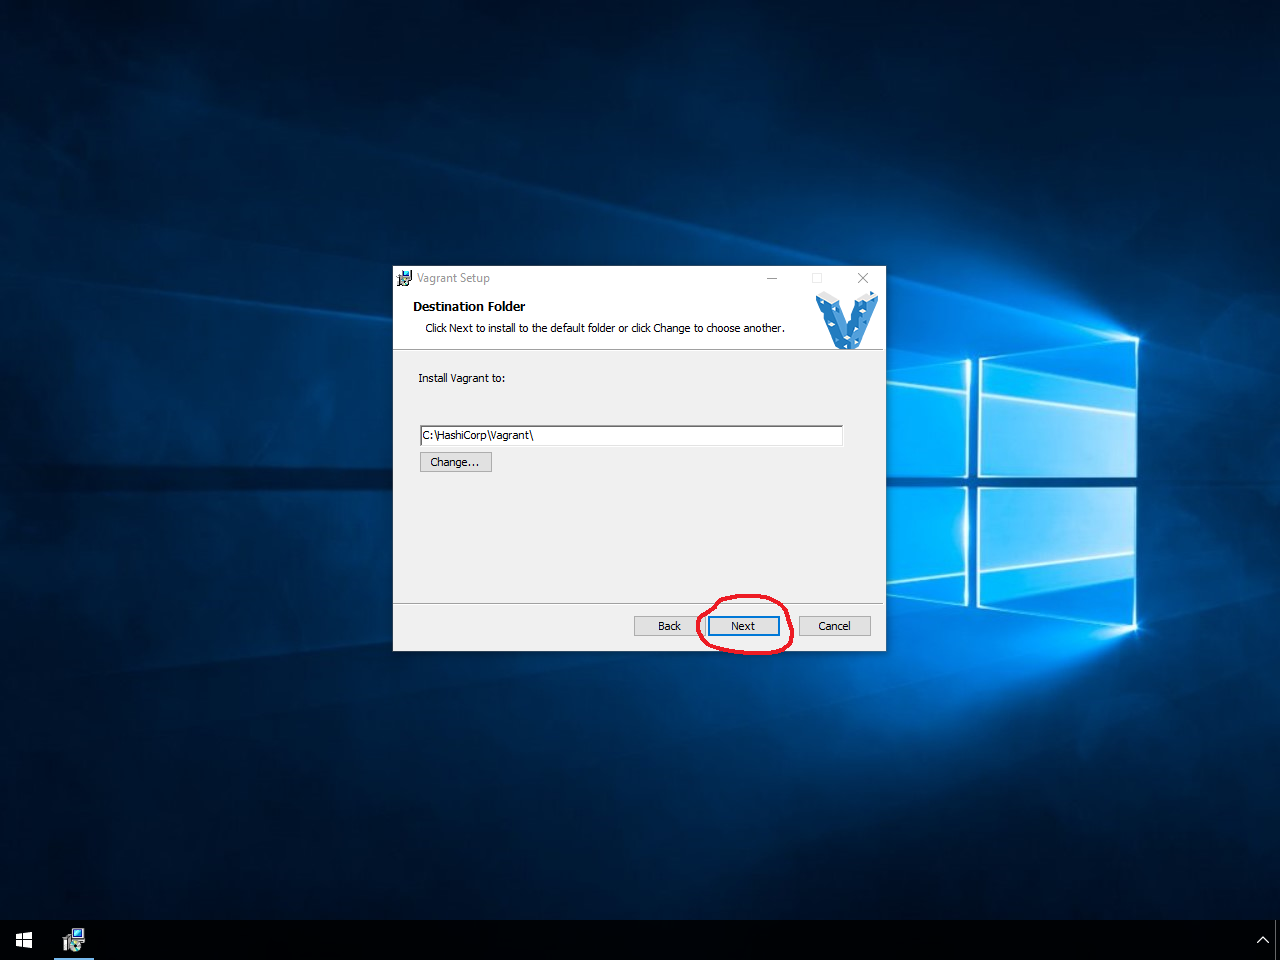 Vagrant Setup
Destination Folder
Click Next to install to the default folder or click Change to choose another.
Install Vagrant to:
C:\HashiCorp\Vagrant\
Change...
Back Next Cancel